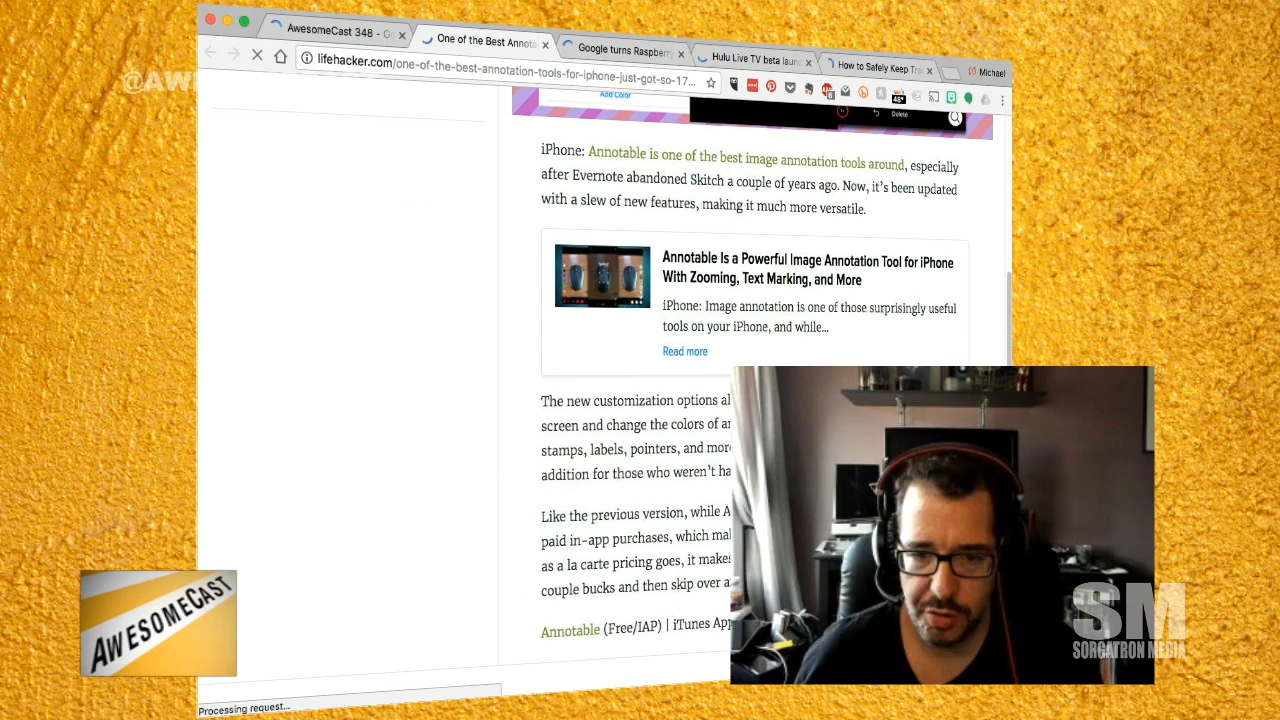 AwesomeCast 348 - Go
One of the Best Annota
Google turns Raspberry
Hulu Live TV beta laun
How to Safely Keep Tra
Michael
lifehacker.com/one-of-the-best-annotation-tools-for-iphone-just-got-so-17...
48°
@AW
Add Color
Delete
iPhone: Annotable is one of the best image annotation tools around, especially
after Evernote abandoned Skitch a couple of years ago. Now, it's been updated
with a slew of new features, making it much more versatile.
Annotable Is a Powerful Image Annotation Tool for iPhone
With Zooming, Text Marking, and More
iPhone: Image annotation is one of those surprisingly useful
tools on your iPhone, and while...
Read more
The new customization options al
screen and change the colors of a
stamps, labels, pointers, and mor
addition for those who weren't ha
Like the previous version, while A
paid in-app purchases, which ma
as a la carte pricing goes, it makes
couple bucks and then skip over a
Annotable (Free/IAP) | iTunes App
AWESOMECAST
SM
SORGATRON MEDIA
Processing request...